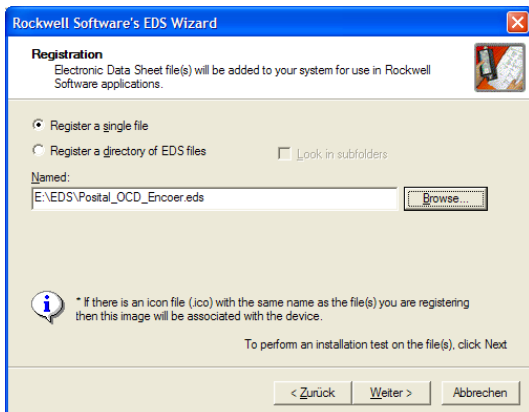 Rockwell Software's EDS Wizard
Registration
Electronic Data Sheet file(s) will be added to your system for use in Rockwell
Software applications.
Register a single file
Register a directory of EDS files
Look in subfolders
Named:
E:\EDS\Posital_OCD_Encoer.eds
Browse...
* If there is an icon file (.ico) with the same name as the file(s) you are registering
then this image will be associated with the device.
To perform an installation test on the file(s), click Next
< Zurück
Weiter >
Abbrechen